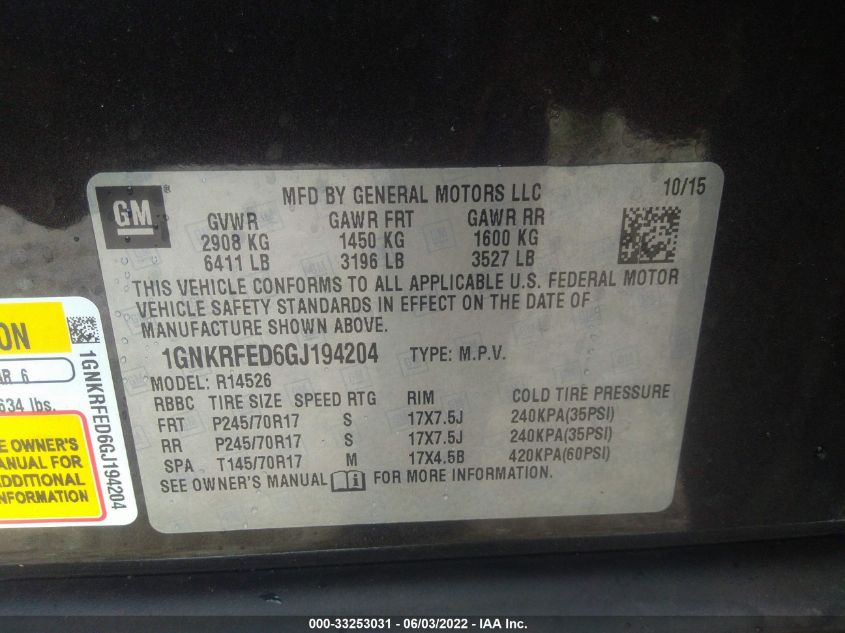 GM ®
MFD BY GENERAL MOTORS LLC 10/15
GVWR GAWR FRT GAWR RR
2908 KG 1450 KG 1600 KG
6411 LB 3196 LB 3527 LB
THIS VEHICLE CONFORMS TO ALL APPLICABLE U.S. FEDERAL MOTOR
VEHICLE SAFETY STANDARDS IN EFFECT ON THE DATE OF
MANUFACTURE SHOWN ABOVE.
1GNKRFED6GJ194204 TYPE: M.P.V.
MODEL: R14526
RBBC TIRE SIZE SPEED RTG RIM COLD TIRE PRESSURE
FRT P245/70R17 S 17X7.5J 240KPA(35PSI)
RR P245/70R17 S 17X7.5J 240KPA(35PSI)
SPA T145/70R17 M 17X4.5B 420KPA(60PSI)
SEE OWNER'S MANUAL FOR MORE INFORMATION.
ON
AR 6
634 lbs.
E OWNER'S
ANUAL FOR
DDITIONAL
NFORMATION
1GNKRFED6GJ194204
000-33253031 - 06/03/2022 - IAA Inc.